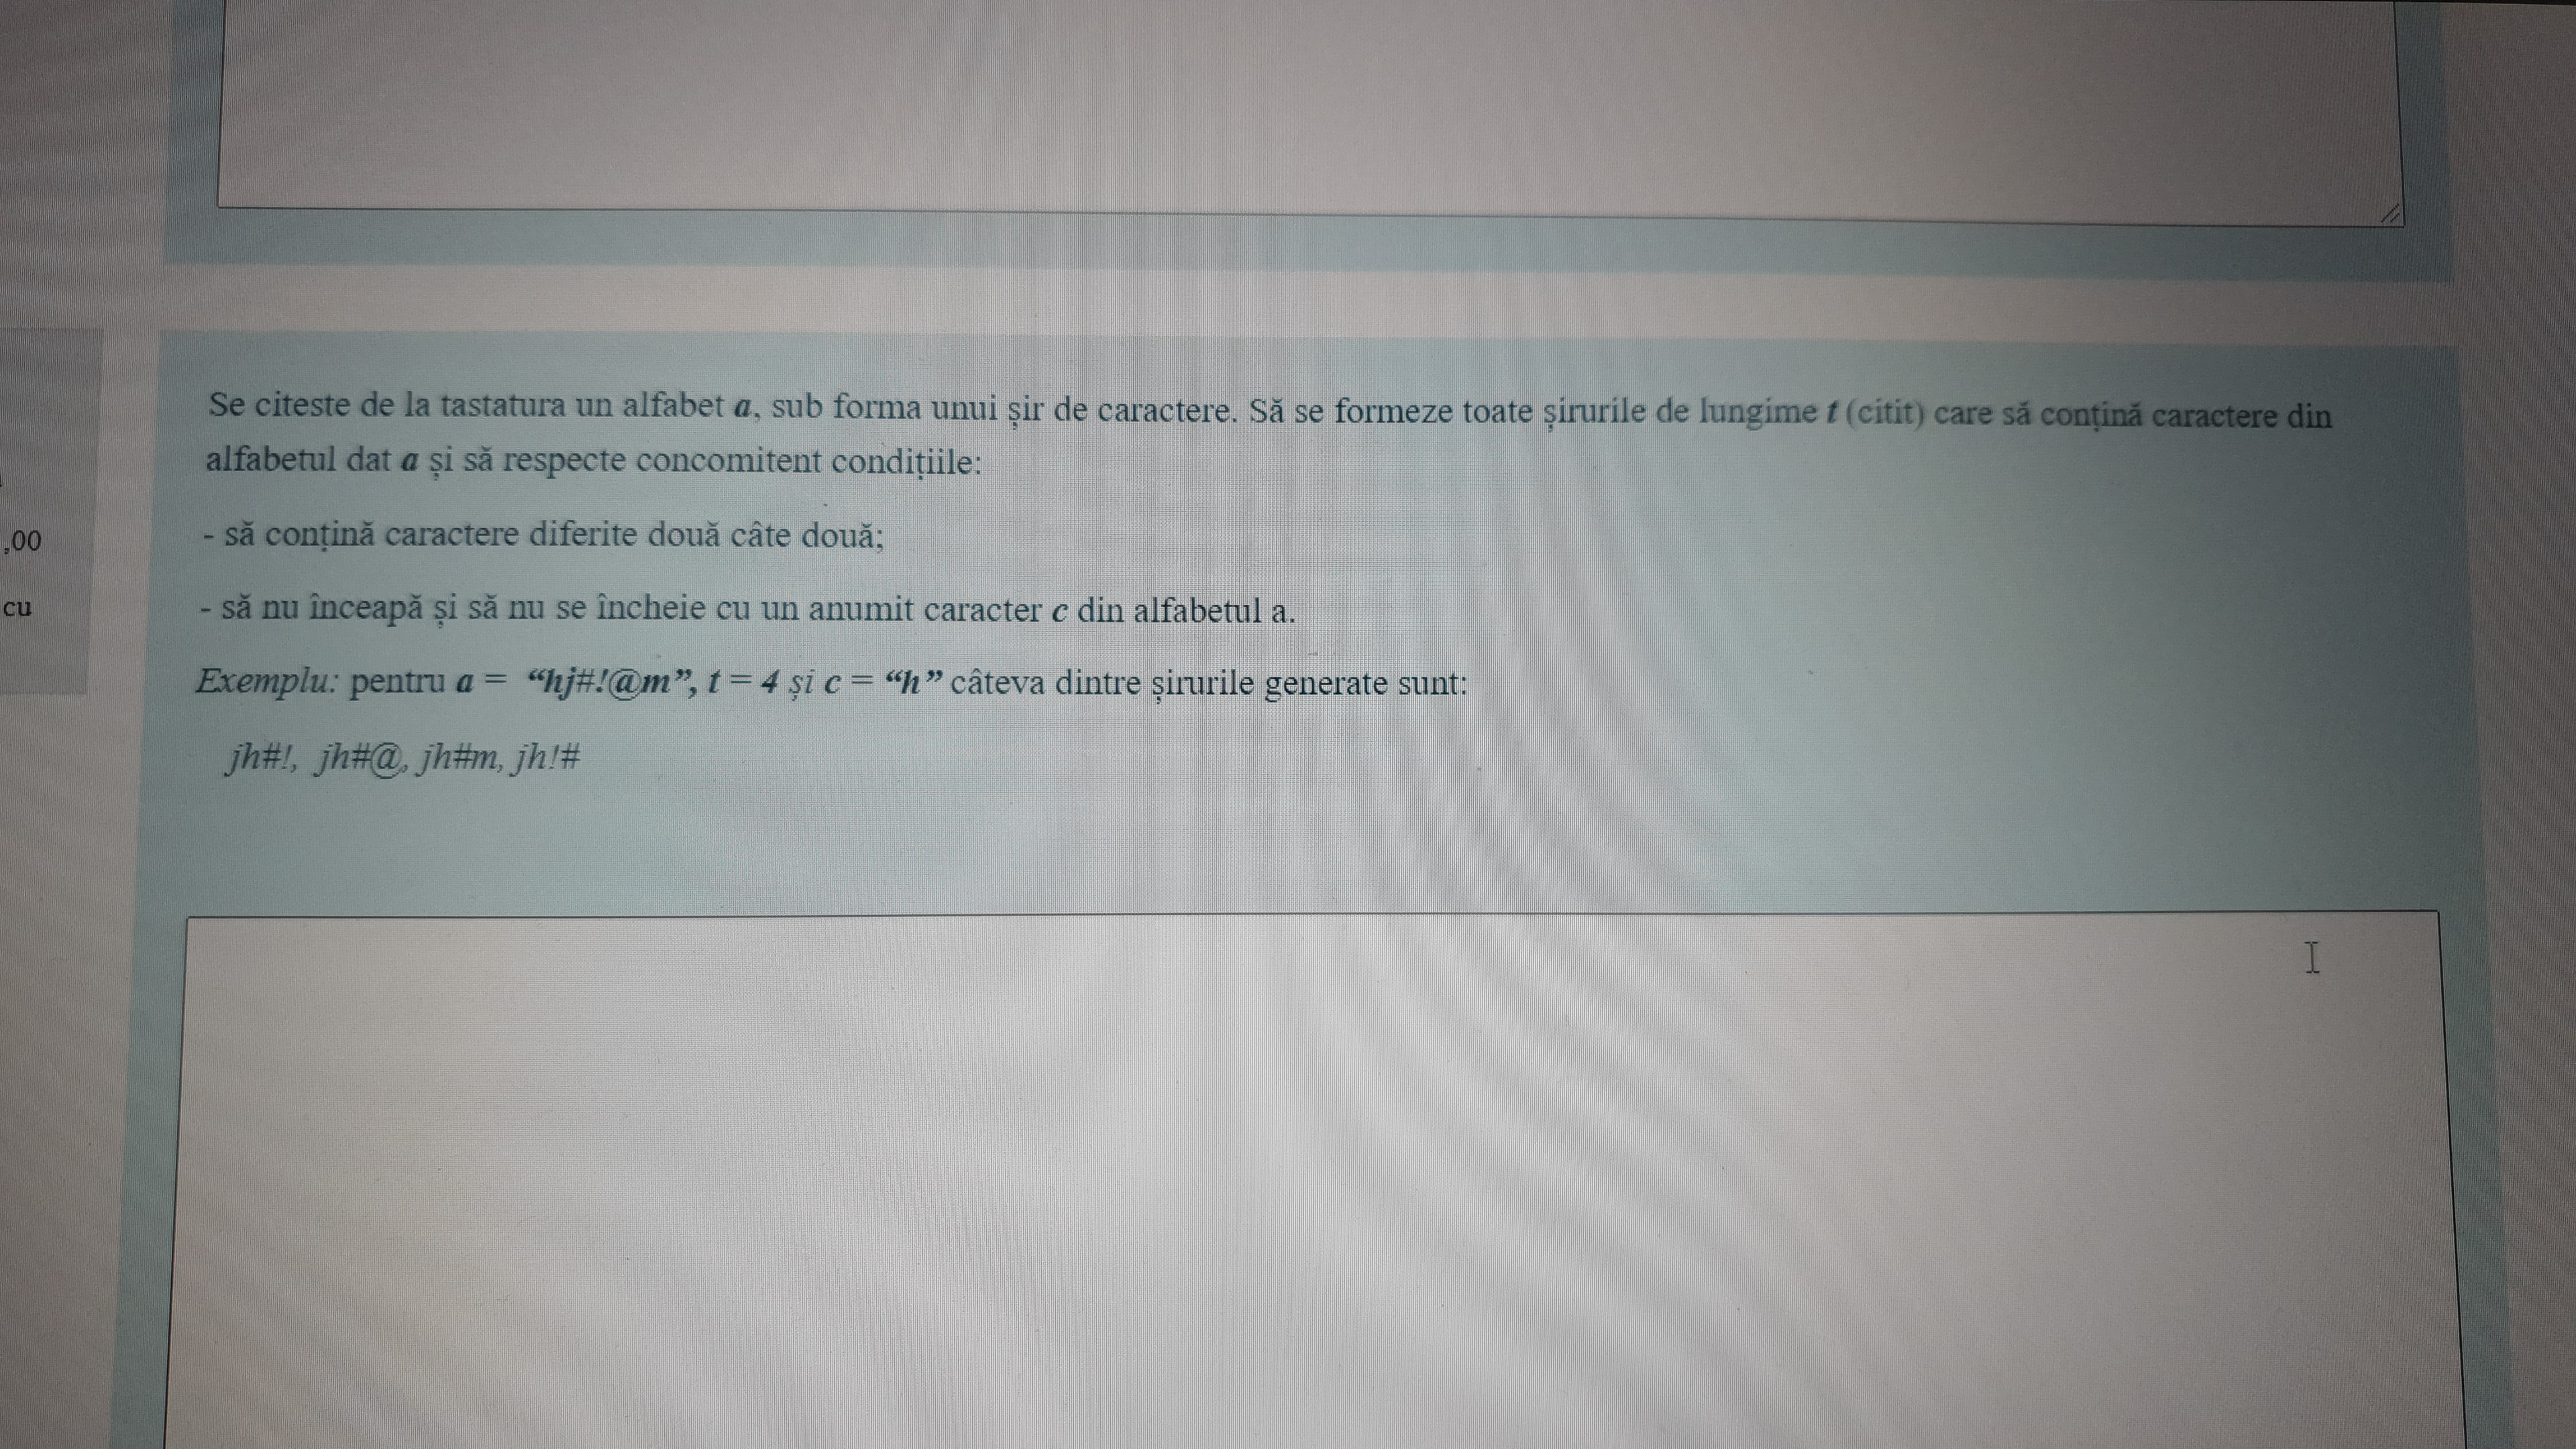 Se citeste de la tastatura un alfabet a, sub forma unui șir de caractere. Să se formeze toate șirurile de lungime t (citit) care să conțină caractere din
alfabetul dat a și să respecte concomitent condițiile:
- să conțină caractere diferite două câte două;
,00
- să nu înceapă și să nu se încheie cu un anumit caracter c din alfabetul a.
cu
Exemplu: pentru a = “hj#!@m”, t = 4 și c = “h” câteva dintre șirurile generate sunt:
jh#!, jh#@, jh#m, jh!#